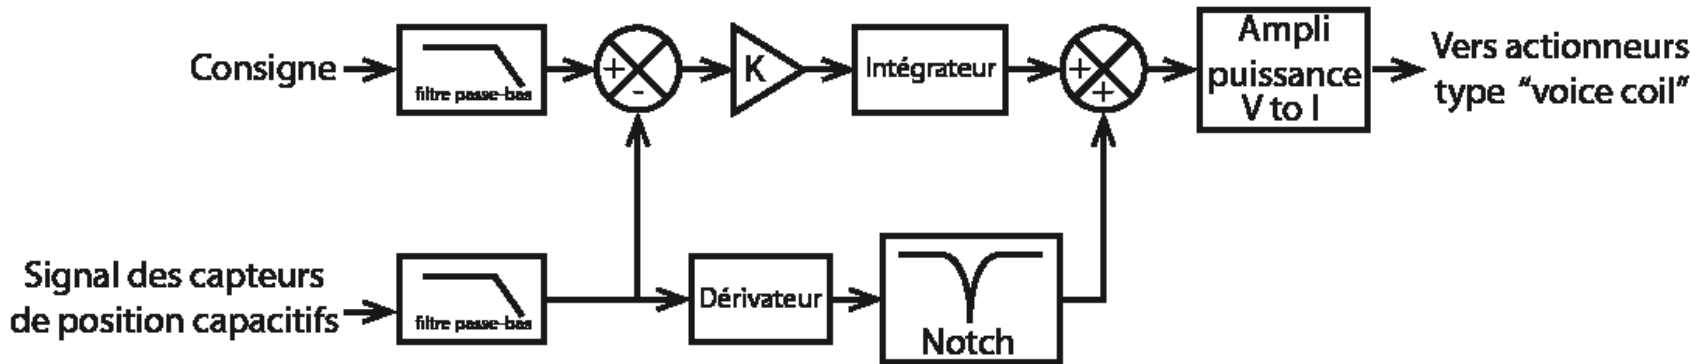 Consigne
filtre passe-bas
+
-
K
Intégrateur
+
+
Ampli
puissance
V to I
Vers actionneurs
type "voice coil"
Signal des capteurs
de position capacitifs
filtre passe-bas
Dérivateur
Notch